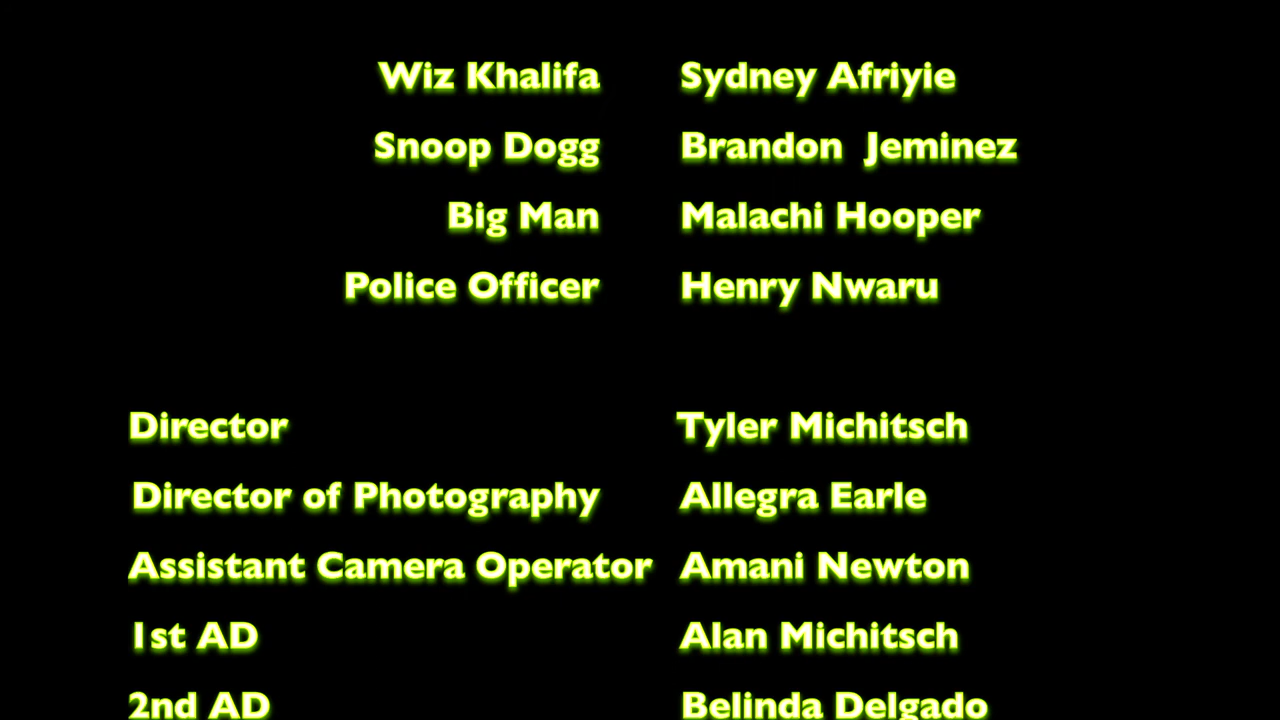 Wiz Khalifa Sydney Afriyie
Snoop Dogg Brandon Jeminez
Big Man Malachi Hooper
Police Officer Henry Nwaru
Director Tyler Michitsch
Director of Photography Allegra Earle
Assistant Camera Operator Amani Newton
1st AD Alan Michitsch
2nd AD Belinda Delgado